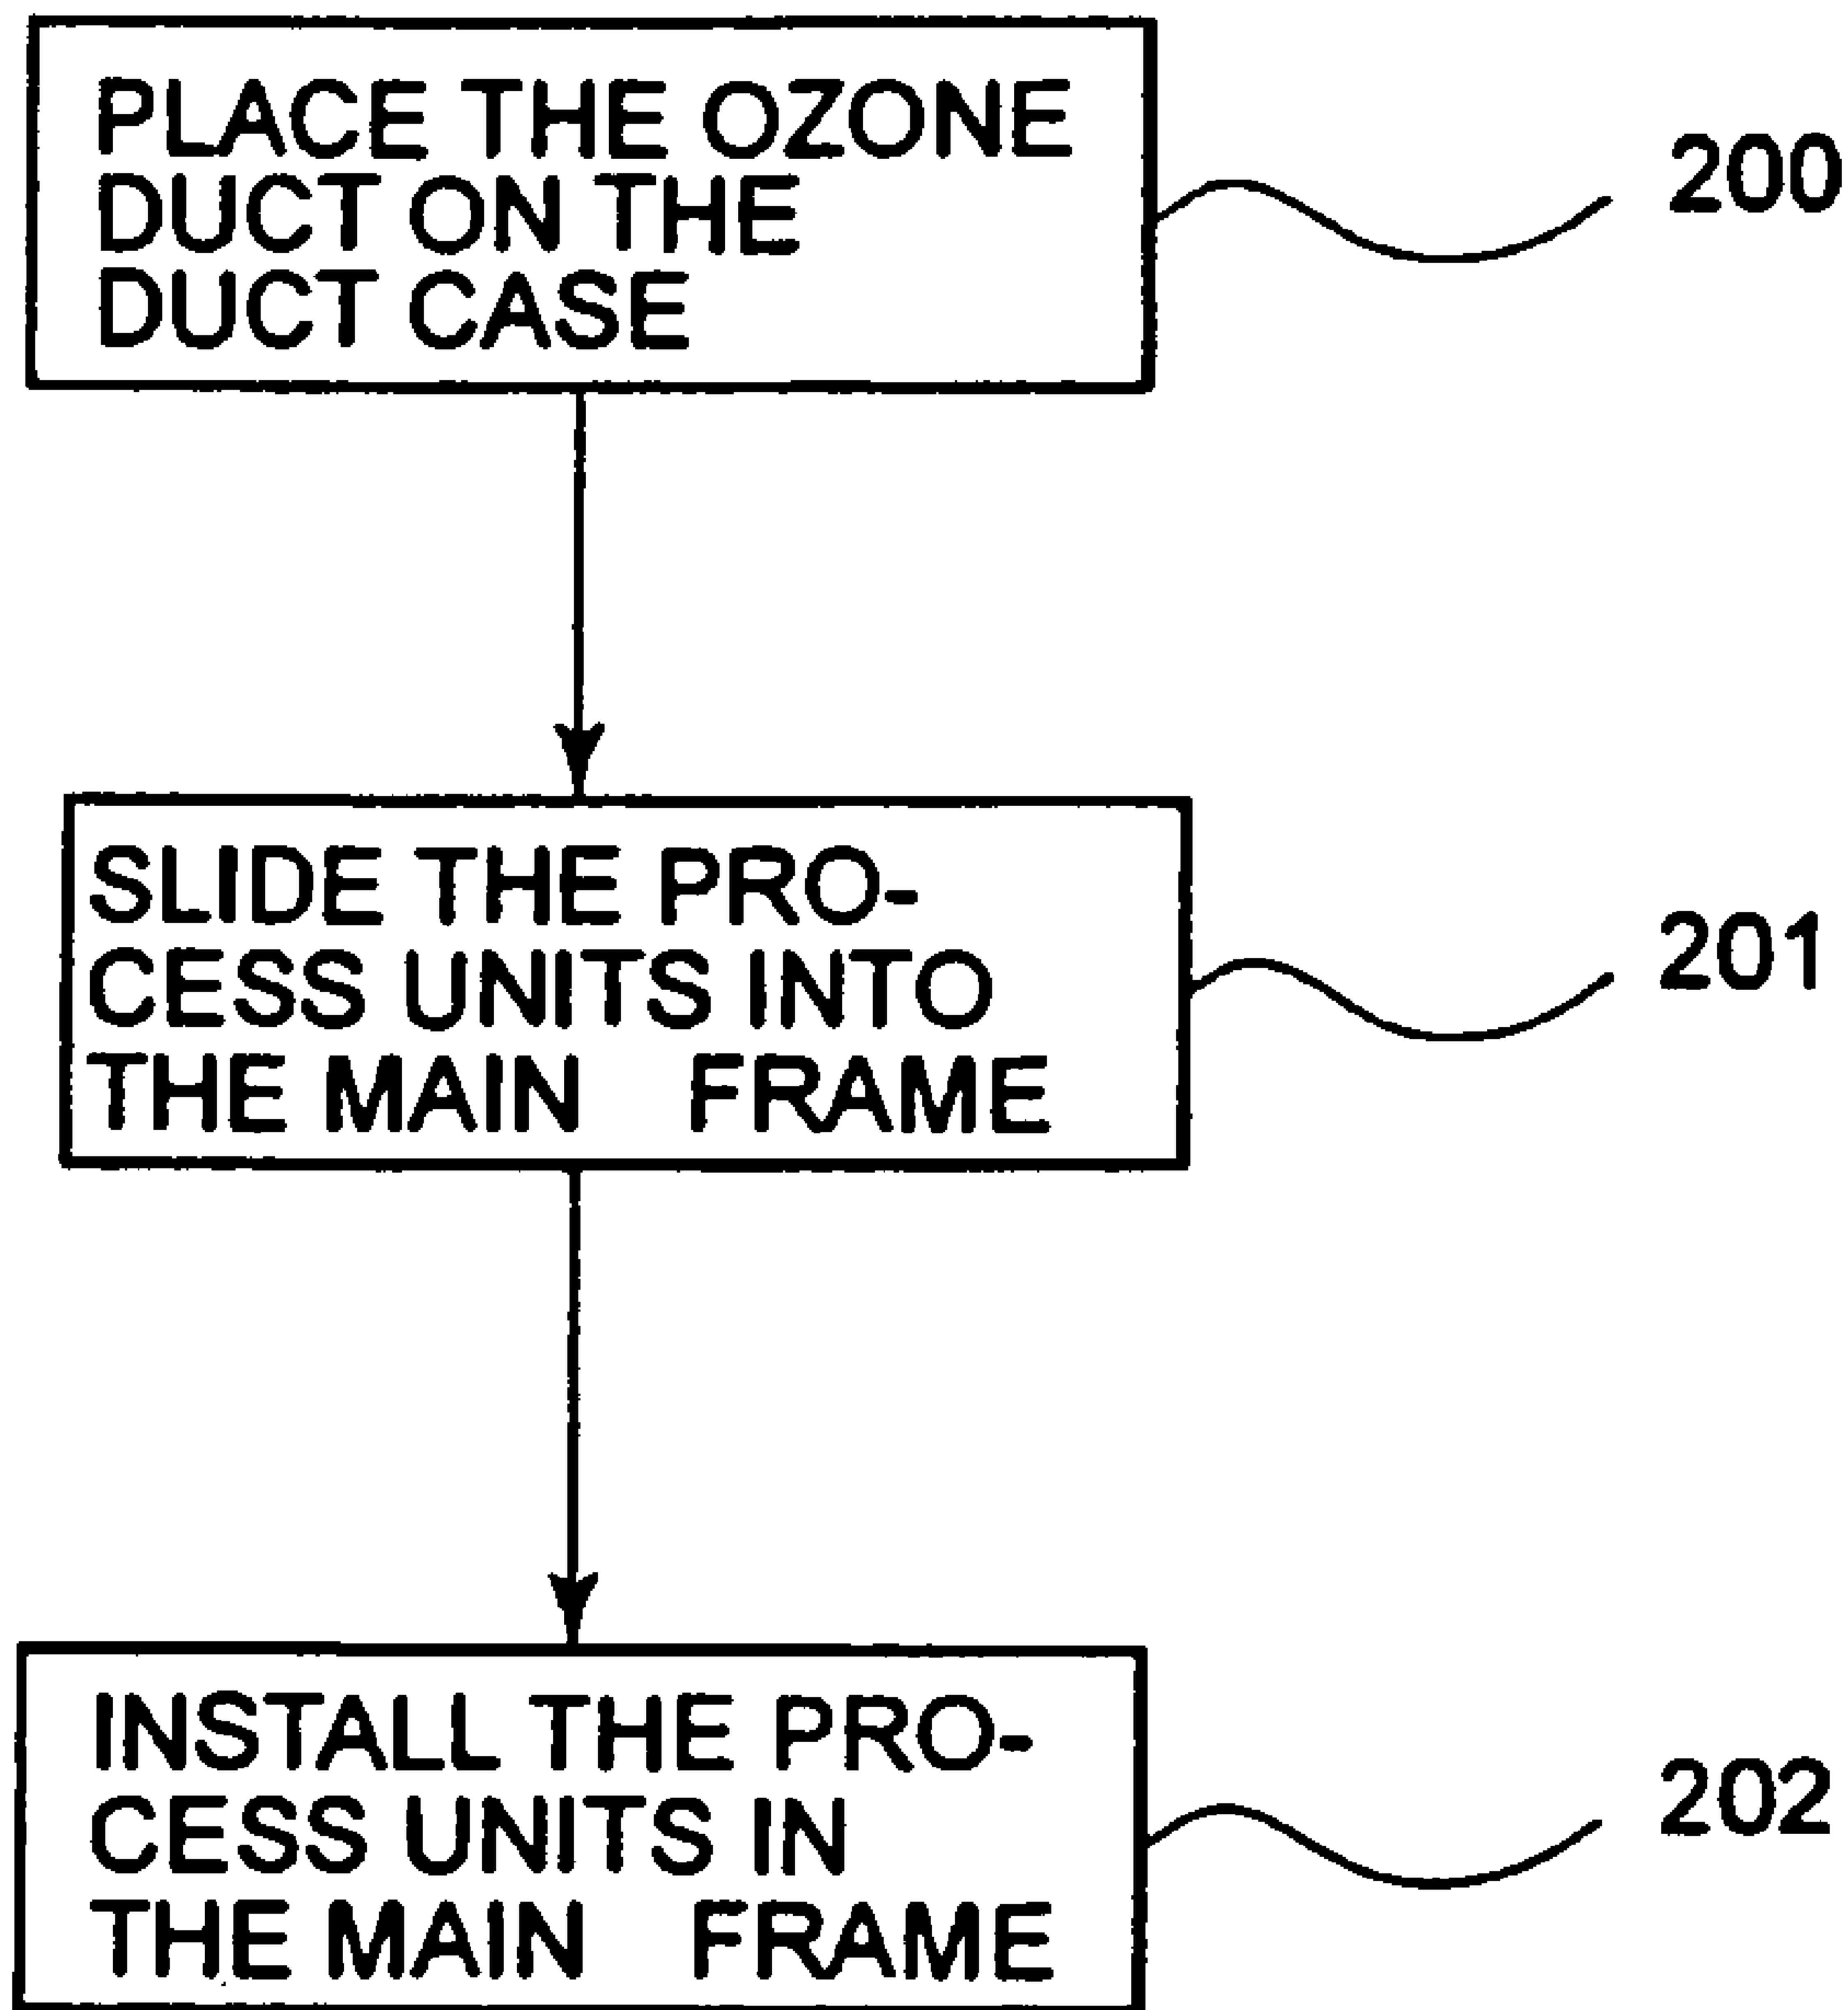 PLACE THE OZONE
DUCT ON THE
DUCT CASE
200
SLIDE THE PRO-
CESS UNITS INTO
THE MAIN FRAME
201
INSTALL THE PRO-
CESS UNITS IN
THE MAIN FRAME
202